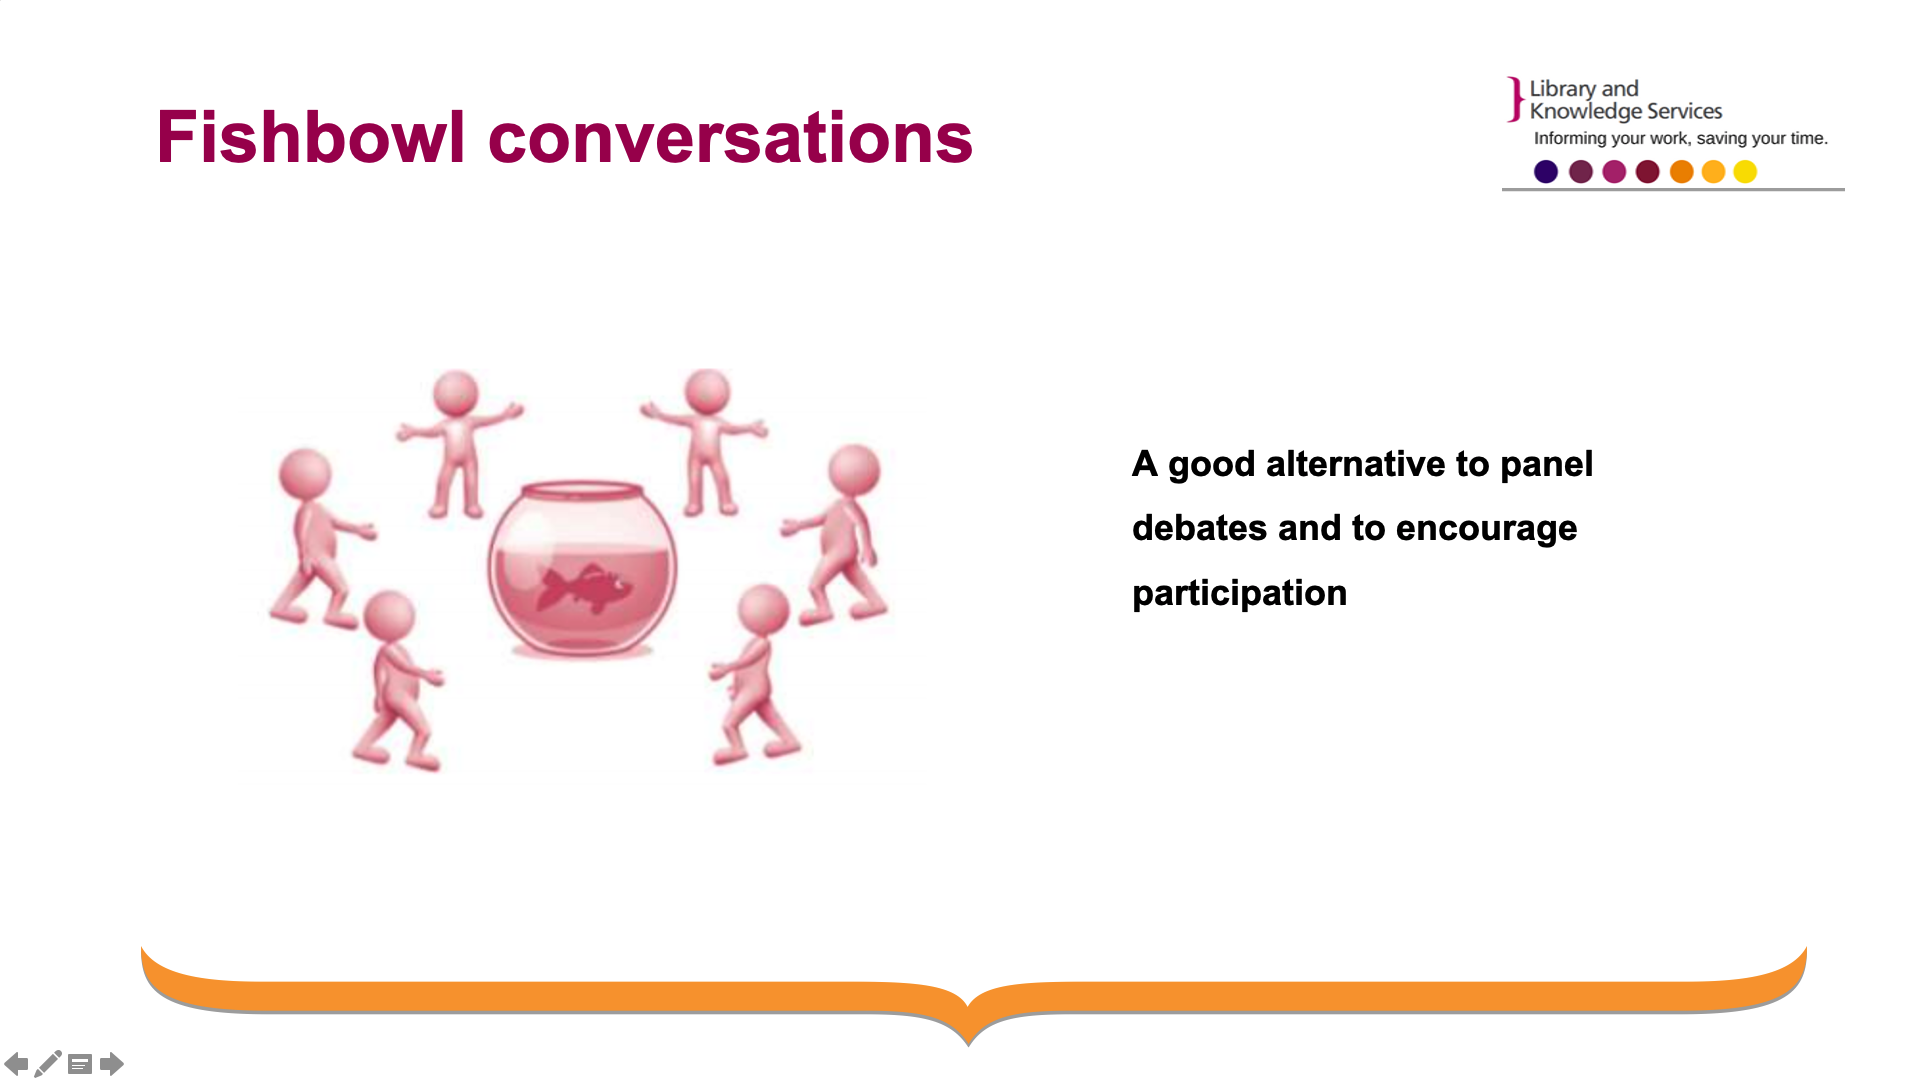 Fishbowl conversations
Library and
Knowledge Services
Informing your work, saving your time.
A good alternative to panel
debates and to encourage
participation